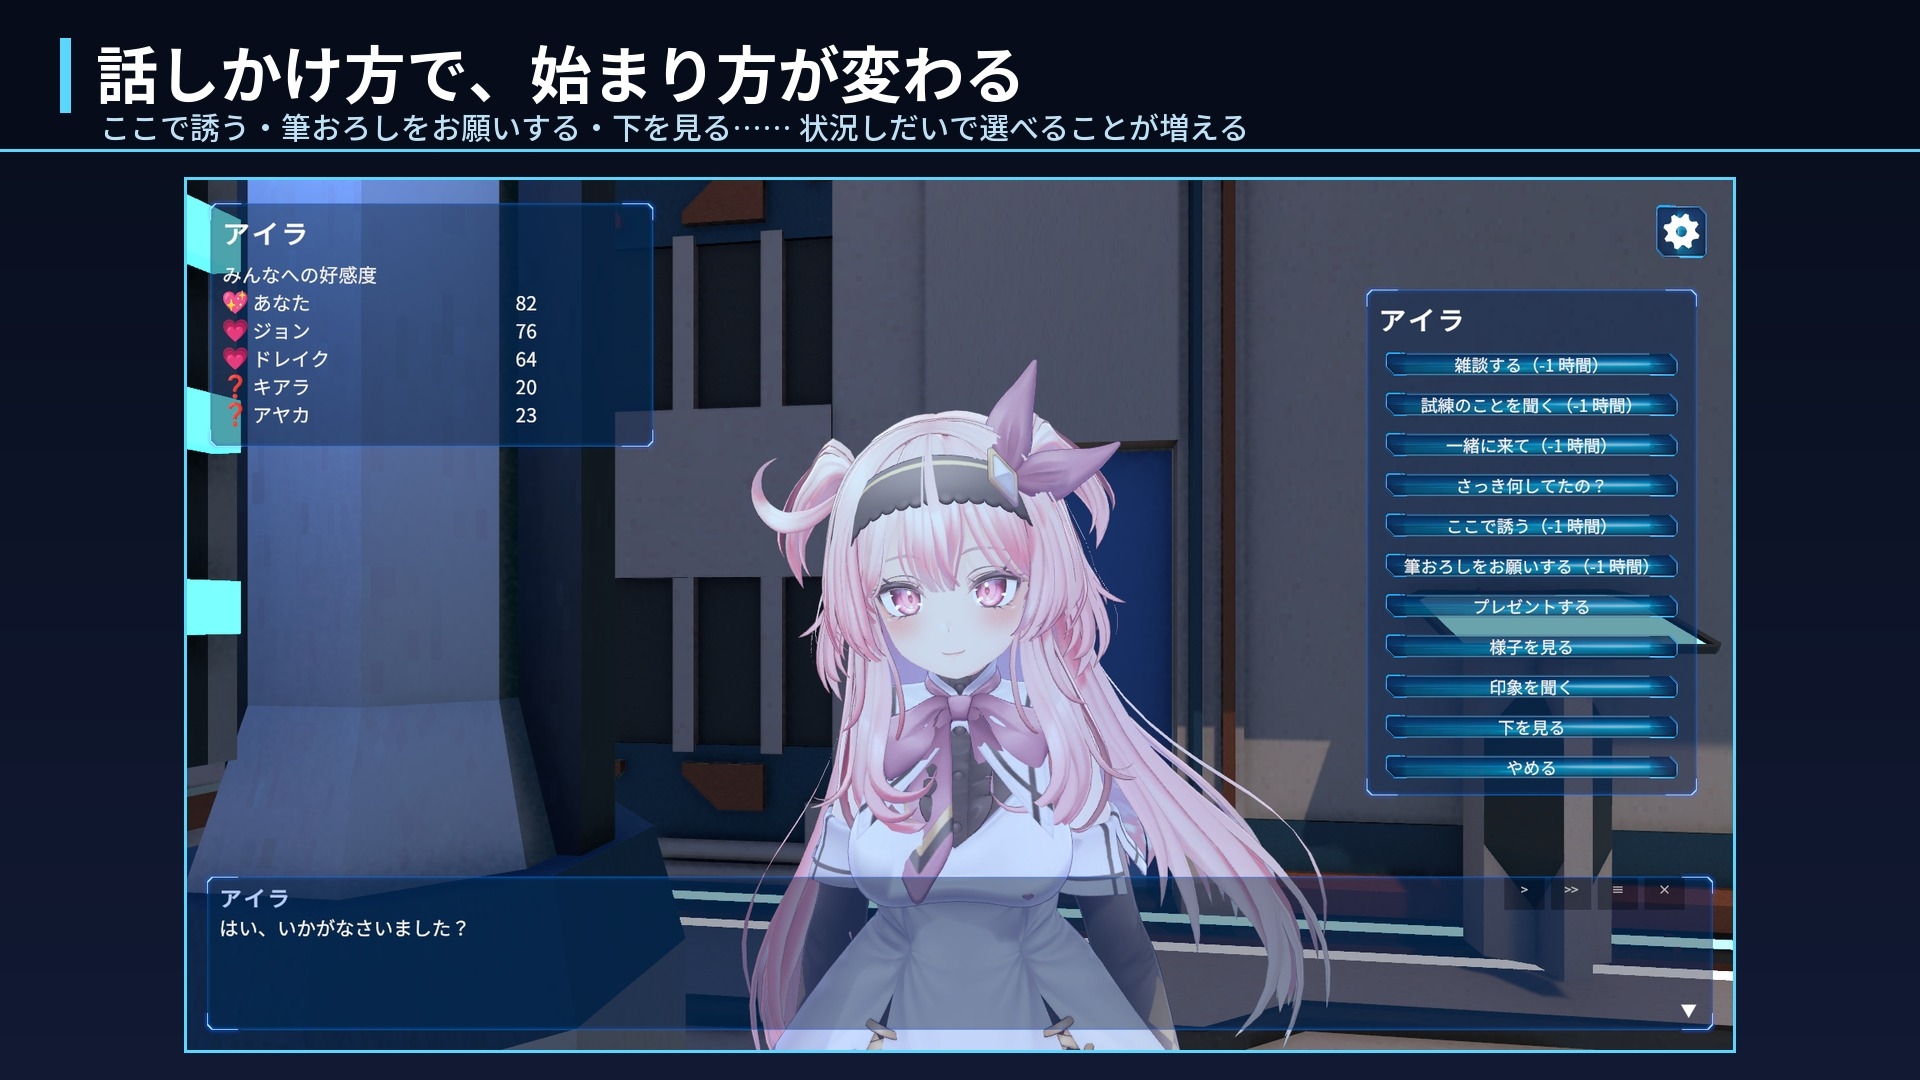 話しかけ方で、始まり方が変わる
ここで誘う・筆おろしをお願いする・下を見る…… 状況しだいで選べることが増える
アイラ
みんなへの好感度
あなた 82
ジョン 76
ドレイク 64
キアラ 20
アヤカ 23
アイラ
雑談する（-1 時間）
試練のことを聞く（-1 時間）
一緒に来て（-1 時間）
さっき何してたの？
ここで誘う（-1 時間）
筆おろしをお願いする（-1 時間）
プレゼントする
様子を見る
印象を聞く
下を見る
やめる
アイラ
はい、いかがなさいました？